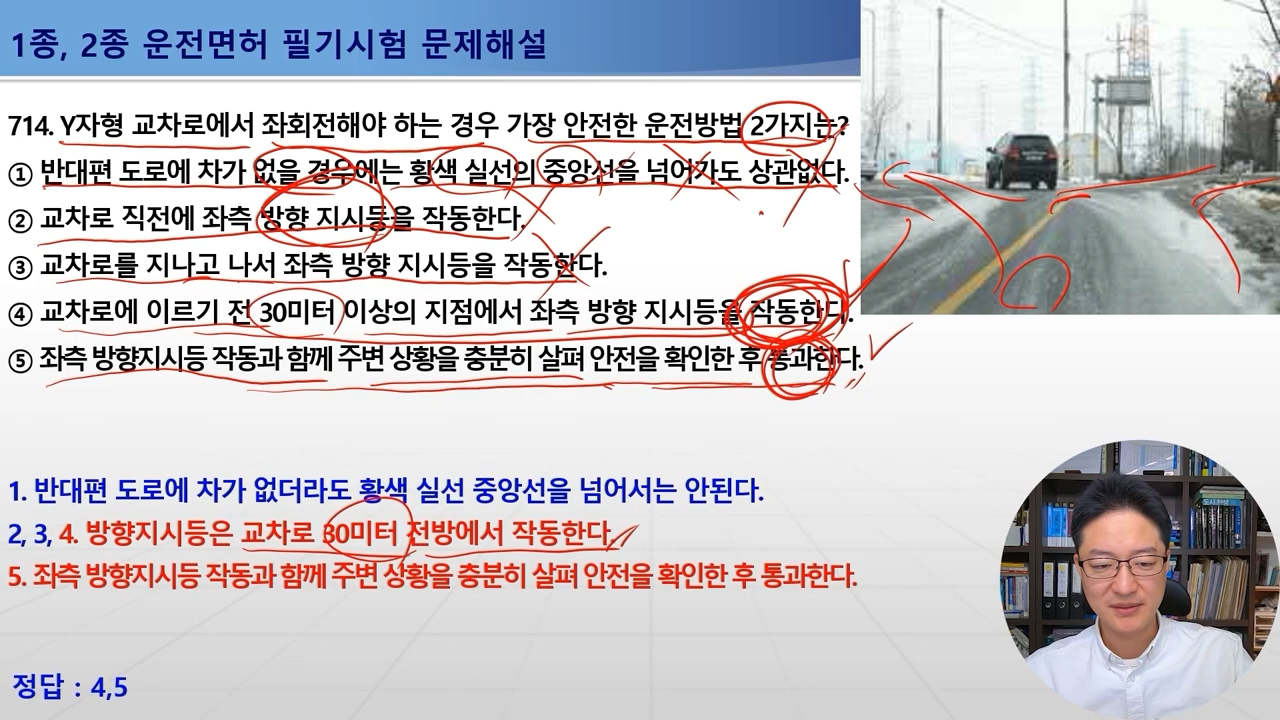 1종, 2종 운전면허 필기시험 문제해설
714. Y자형 교차로에서 좌회전해야 하는 경우 가장 안전한 운전방법 2가지는?
① 반대편 도로에 차가 없을 경우에는 황색 실선의 중앙선을 넘어가도 상관없다.
② 교차로 직전에 좌측 방향 지시등을 작동한다.
③ 교차로를 지나고 나서 좌측 방향 지시등을 작동한다.
④ 교차로에 이르기 전 30미터 이상의 지점에서 좌측 방향 지시등을 작동한다.
⑤ 좌측 방향지시등 작동과 함께 주변 상황을 충분히 살펴 안전을 확인한 후 통과한다.
1. 반대편 도로에 차가 없더라도 황색 실선 중앙선을 넘어서는 안된다.
2, 3, 4. 방향지시등은 교차로 30미터 전방에서 작동한다.
5. 좌측 방향지시등 작동과 함께 주변 상황을 충분히 살펴 안전을 확인한 후 통과한다.
정답 : 4,5